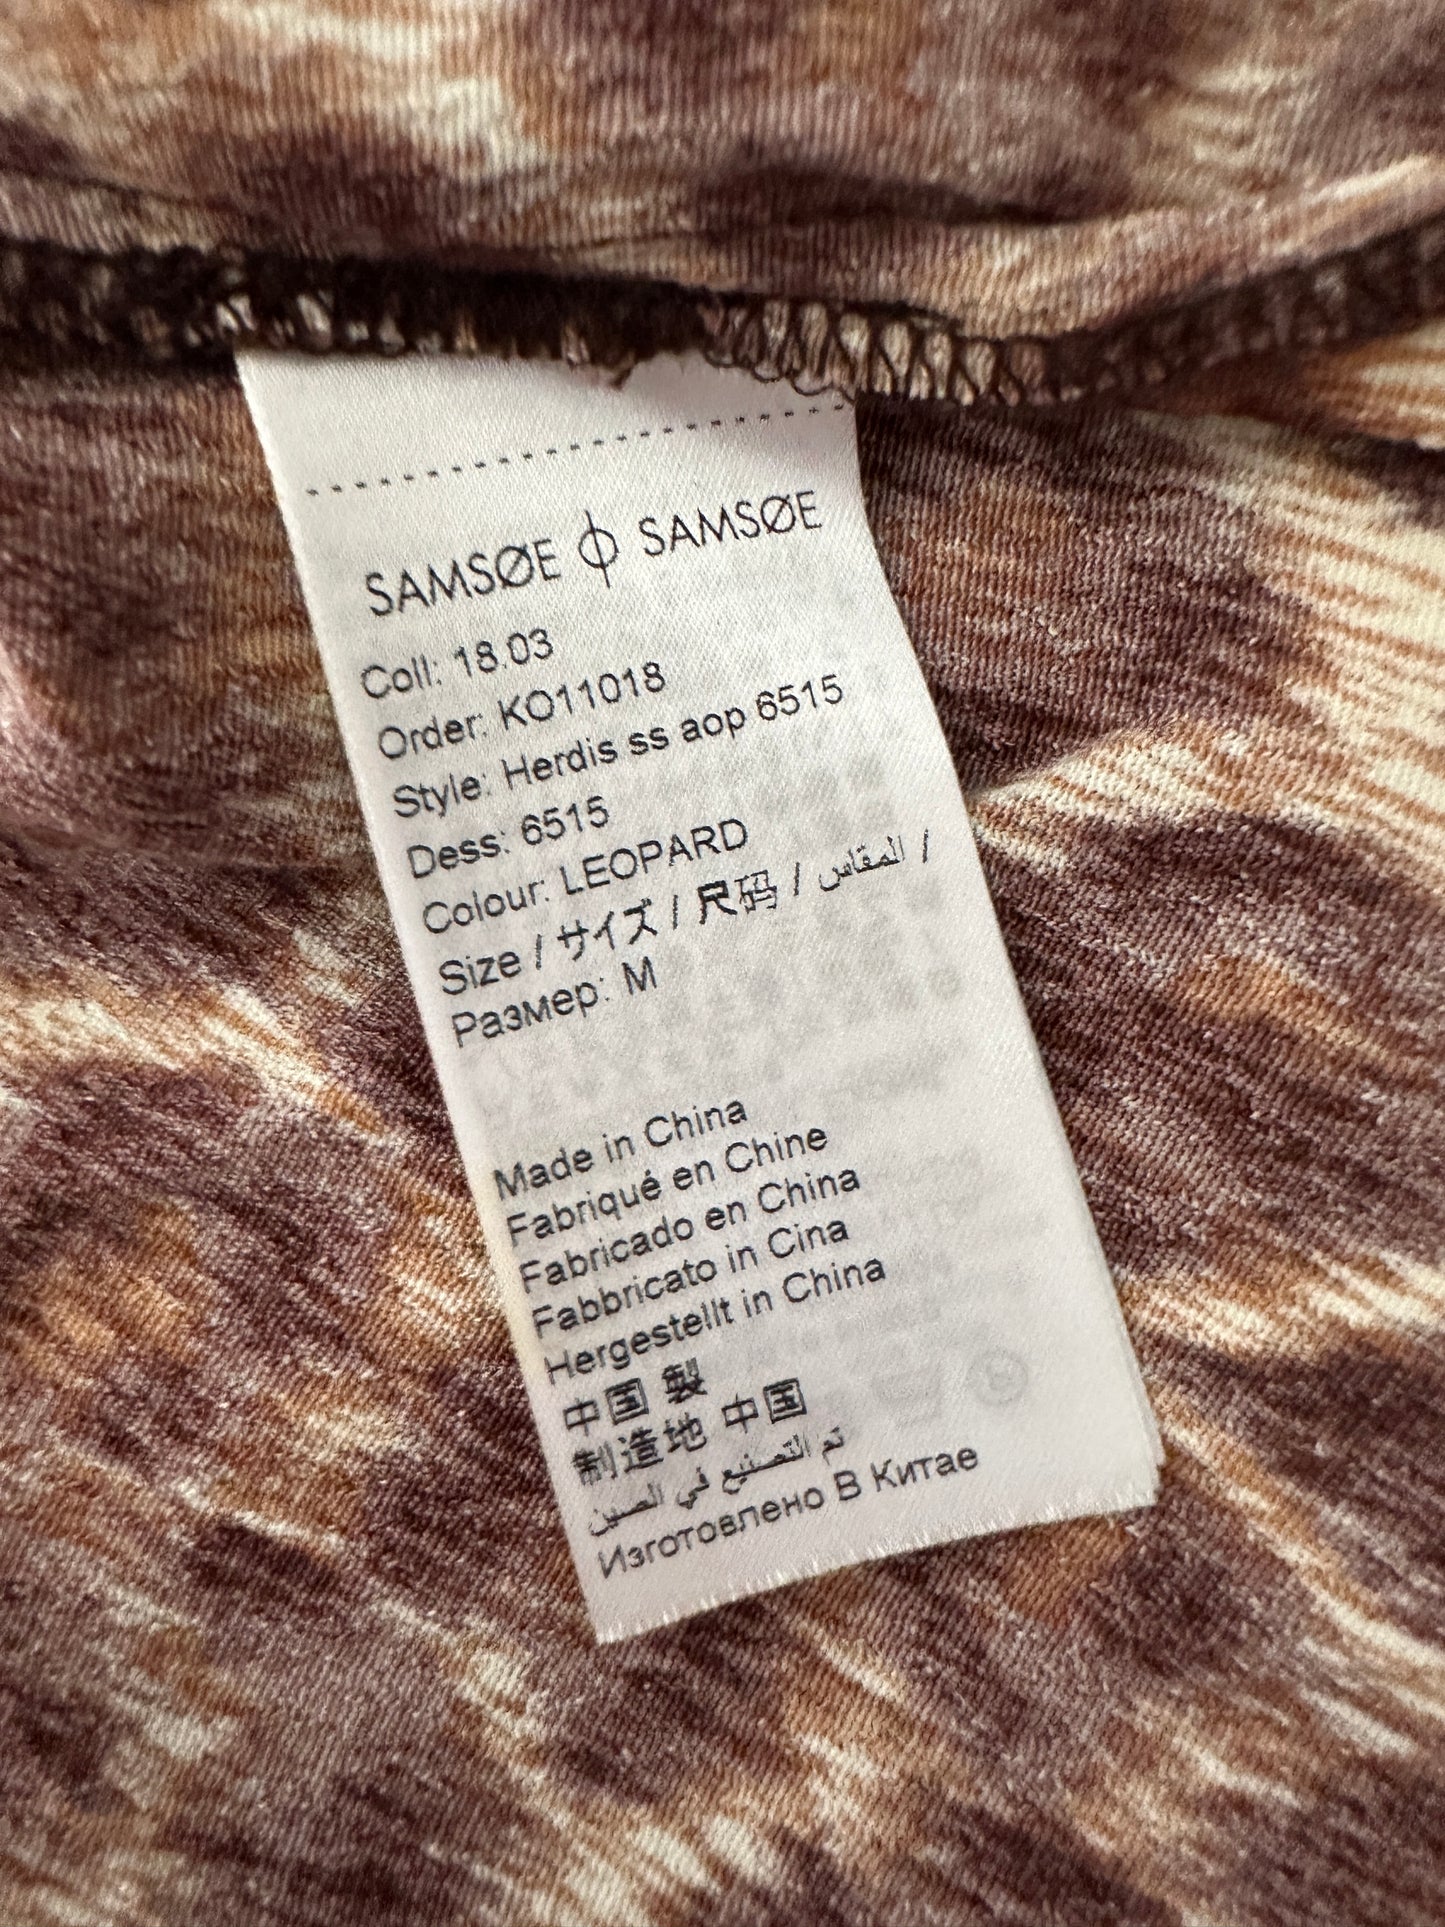 SAMSØE ф SAMSØE
Coll: 18.03
Order: KO11018
Style: Herdis ss aop 6515
Dess: 6515
Colour: LEOPARD
Size / サイズ / 尺码 / المقاس /
Размер: M
Made in China
Fabriqué en Chine
Fabricado en China
Fabbricato in Cina
Hergestellt in China
中国 製
制造地 中国
تم التصنيع في الصين
Изготовлено В Китае